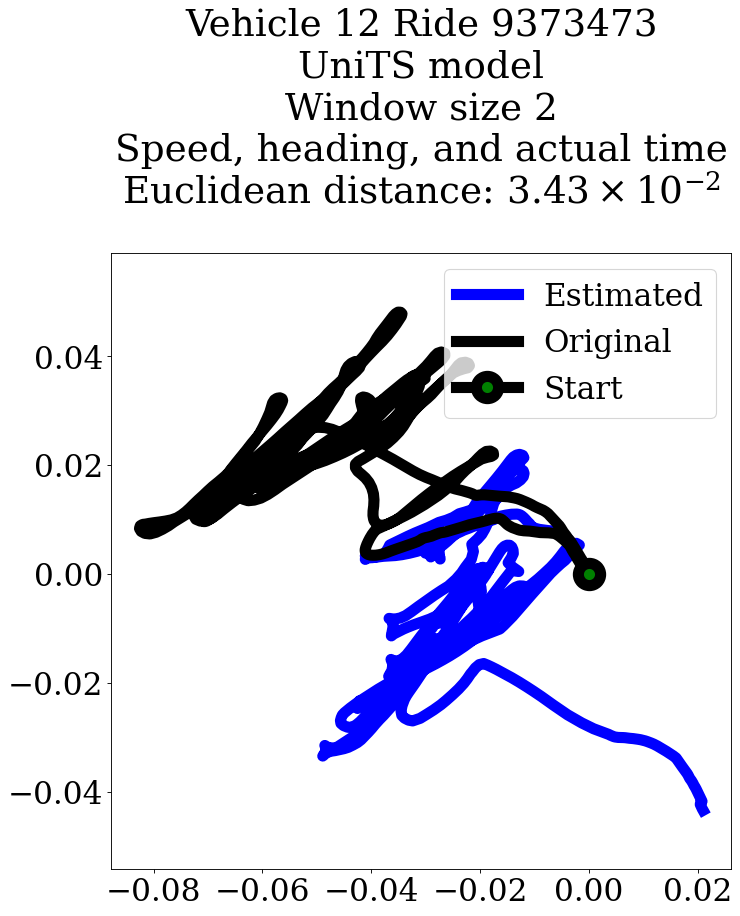 Vehicle 12 Ride 9373473
UniTS model
Window size 2
Speed, heading, and actual time
Euclidean distance: 3.43 × 10⁻²
Estimated
Original
Start
0.04
0.02
0.00
−0.02
−0.04
−0.08 −0.06 −0.04 −0.02 0.00 0.02